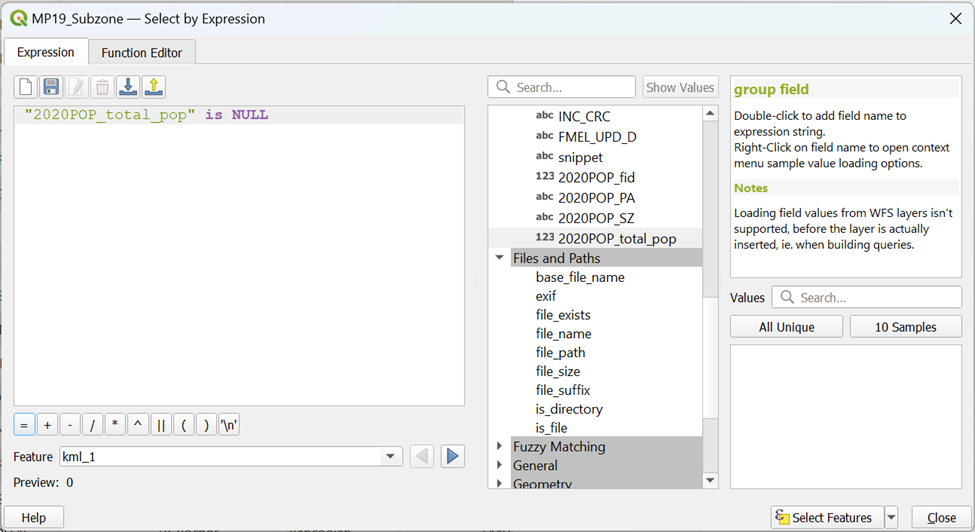 MP19_Subzone — Select by Expression
Expression
Function Editor
"2020POP_total_pop" is NULL
= + - / * ^ || ( ) '\n'
Feature kml_1
Preview: 0
Search...
Show Values
abc INC_CRC
abc FMEL_UPD_D
abc snippet
123 2020POP_fid
abc 2020POP_PA
abc 2020POP_SZ
123 2020POP_total_pop
Files and Paths
base_file_name
exif
file_exists
file_name
file_path
file_size
file_suffix
is_directory
is_file
Fuzzy Matching
General
Geometry
group field
Double-click to add field name to
expression string.
Right-Click on field name to open context
menu sample value loading options.
Notes
Loading field values from WFS layers isn't
supported, before the layer is actually
inserted, ie. when building queries.
Values Search...
All Unique
10 Samples
Help
Select Features
Close